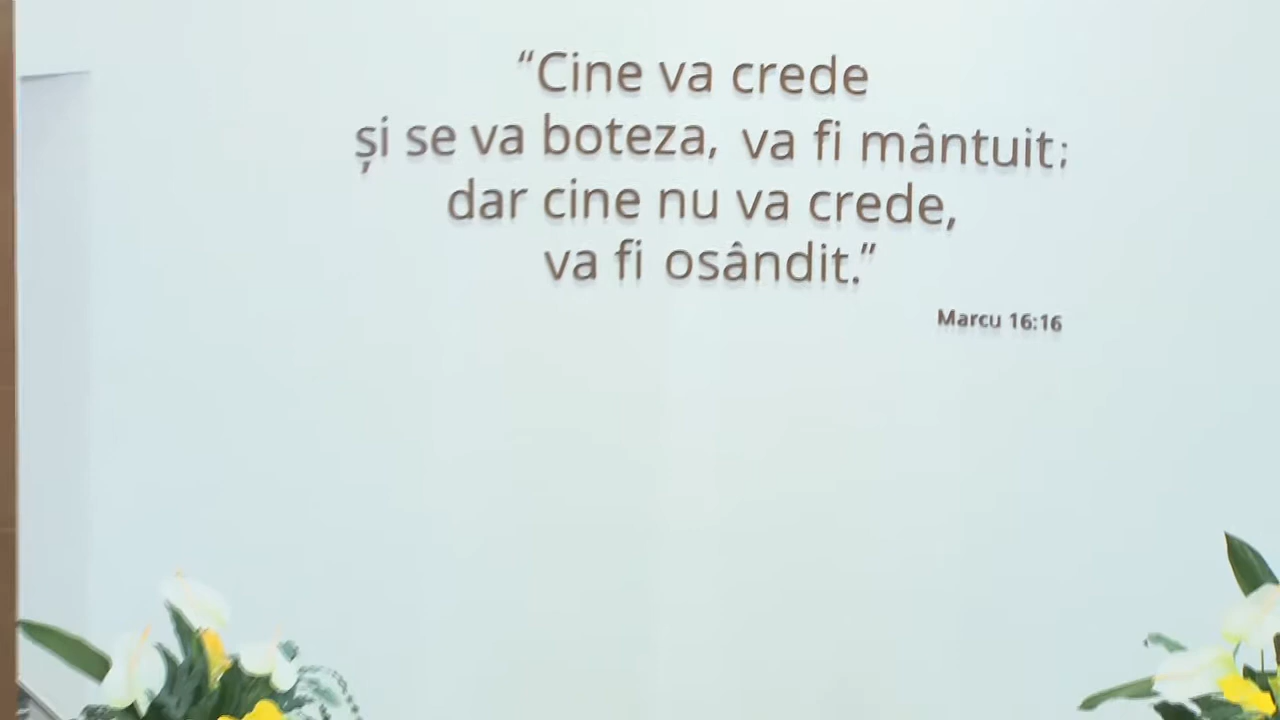 “Cine va crede
și se va boteza, va fi mântuit;
dar cine nu va crede,
va fi osândit.”
Marcu 16:16